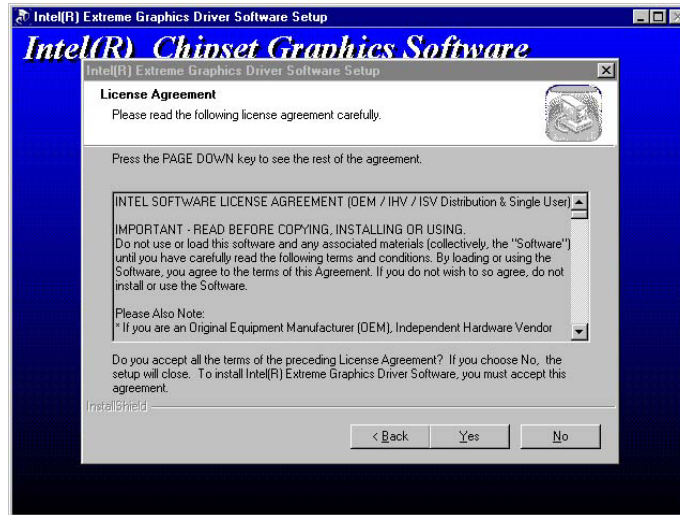 Intel(R) Extreme Graphics Driver Software Setup
Intel(R) Chipset Graphics Software
Intel(R) Extreme Graphics Driver Software Setup
License Agreement
Please read the following license agreement carefully.
Press the PAGE DOWN key to see the rest of the agreement.
INTEL SOFTWARE LICENSE AGREEMENT (OEM / IHV / ISV Distribution & Single User)
IMPORTANT - READ BEFORE COPYING, INSTALLING OR USING.
Do not use or load this software and any associated materials (collectively, the "Software")
until you have carefully read the following terms and conditions. By loading or using the
Software, you agree to the terms of this Agreement. If you do not wish to so agree, do not
install or use the Software.
Please Also Note:
* If you are an Original Equipment Manufacturer (OEM), Independent Hardware Vendor
Do you accept all the terms of the preceding License Agreement? If you choose No, the
setup will close. To install Intel(R) Extreme Graphics Driver Software, you must accept this
agreement.
InstallShield
< Back Yes No